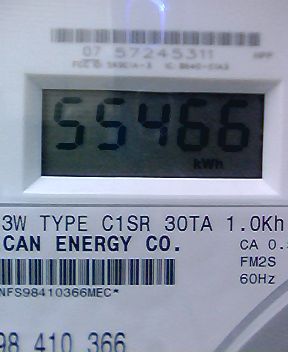 07 57245311
55466
kWh
3W TYPE C1SR 30TA 1.0Kh
CAN ENERGY CO.
CA 0.
FM2S
60Hz
NFS98410366MEC*
98 410 366